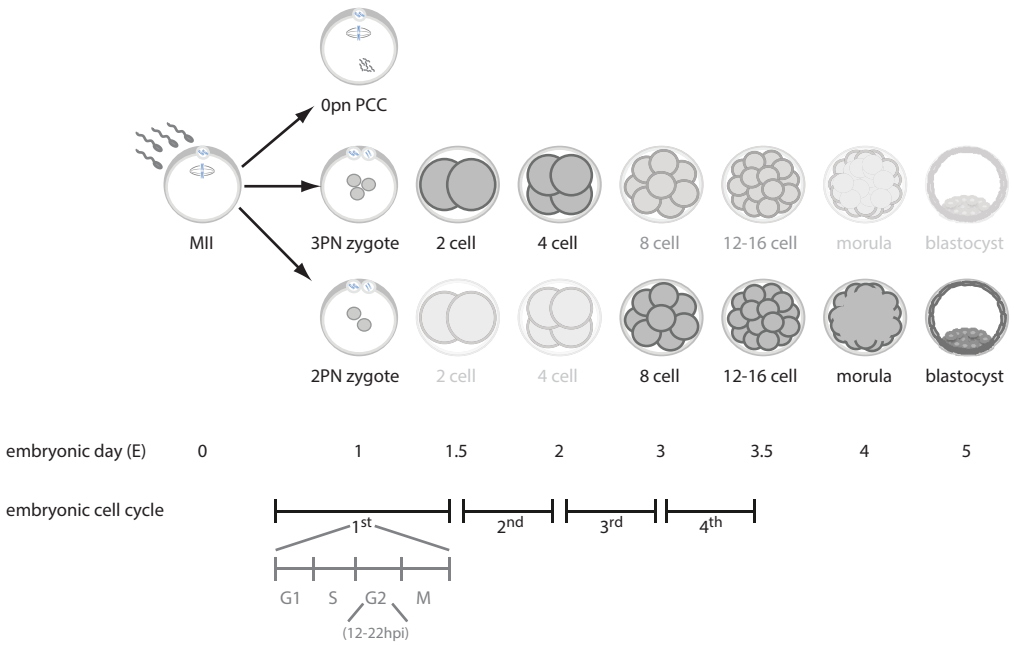 0pn PCC
MII
3PN zygote 2 cell 4 cell 8 cell 12-16 cell morula blastocyst
2PN zygote 2 cell 4 cell 8 cell 12-16 cell morula blastocyst
embryonic day (E) 0 1 1.5 2 3 3.5 4 5
embryonic cell cycle
1st 2nd 3rd 4th
G1 S G2 M
(12-22hpi)